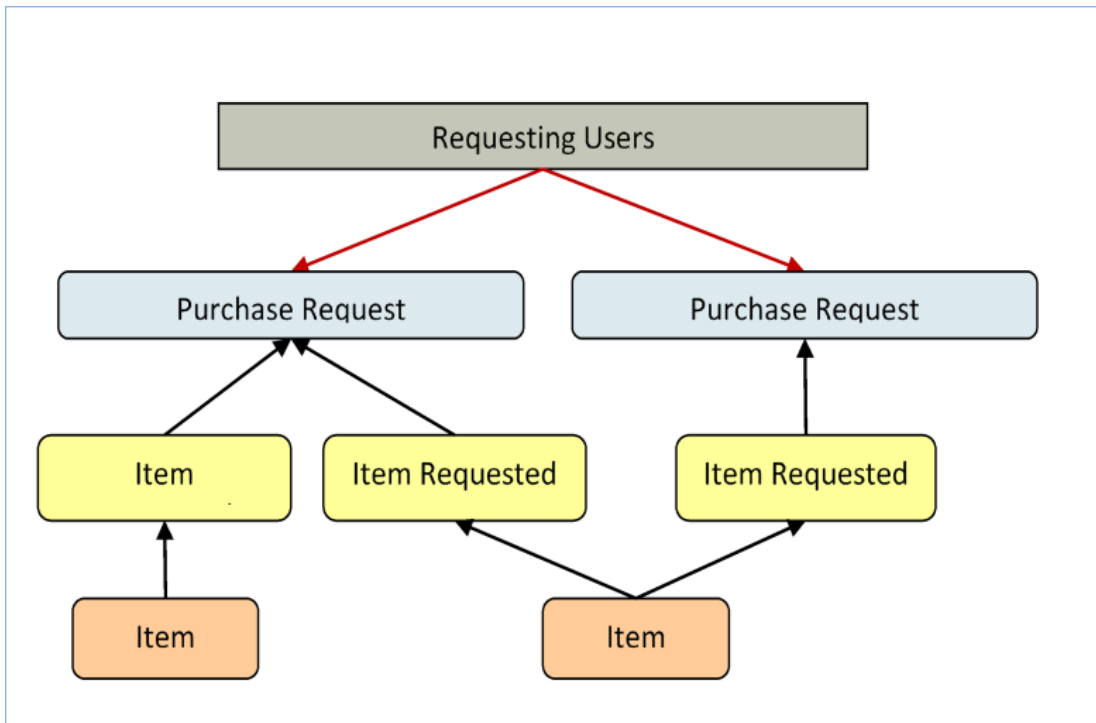 Requesting Users
Purchase Request
Purchase Request
Item
Item Requested
Item Requested
Item
Item